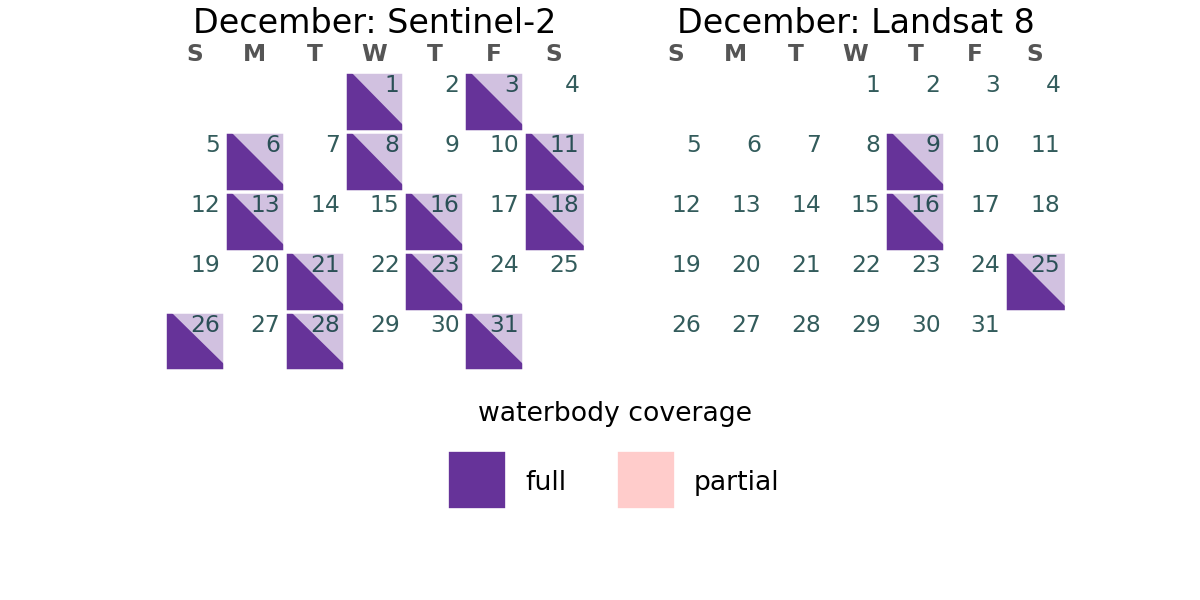 December: Sentinel-2
S M T W T F S
1 2 3 4
5 6 7 8 9 10 11
12 13 14 15 16 17 18
19 20 21 22 23 24 25
26 27 28 29 30 31
December: Landsat 8
S M T W T F S
1 2 3 4
5 6 7 8 9 10 11
12 13 14 15 16 17 18
19 20 21 22 23 24 25
26 27 28 29 30 31
waterbody coverage
full partial